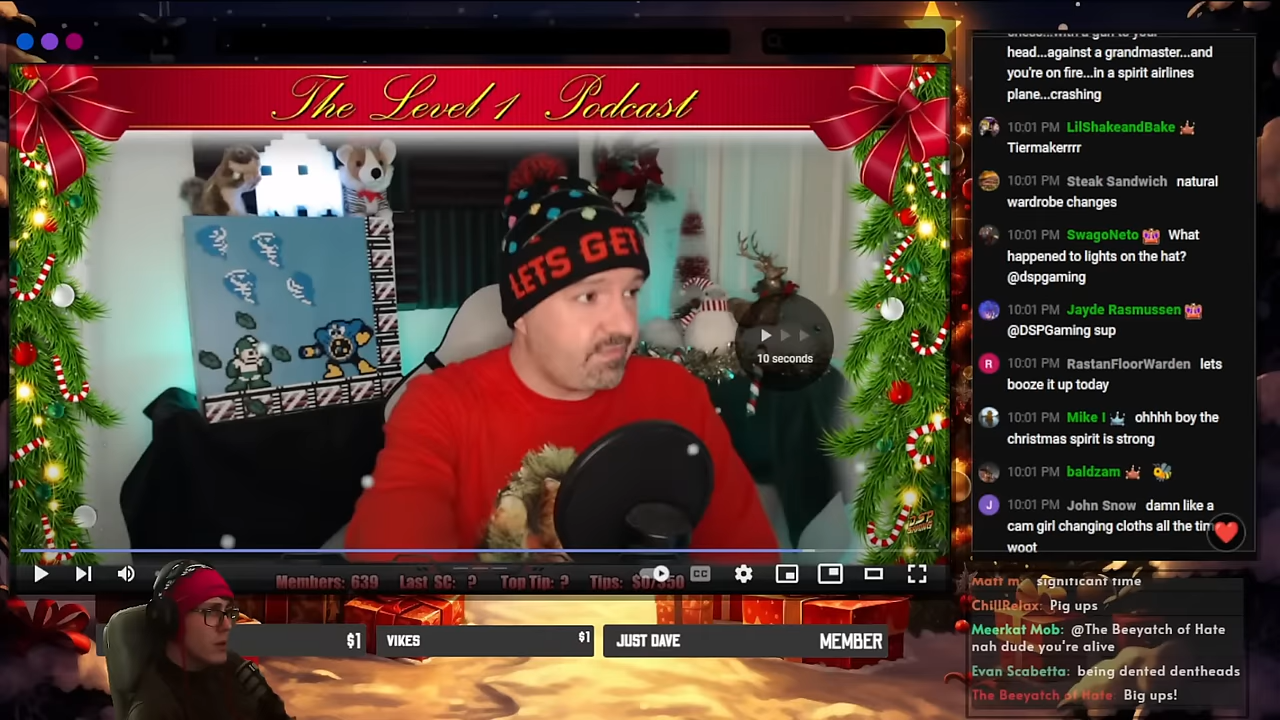 The Level 1 Podcast
LETS GET
10 seconds
CC
Members: 639 Last SC: ? Top Tip: ? Tips: $0/350
$1
VIKES $1
JUST DAVE MEMBER
head...against a grandmaster...and
you're on fire...in a spirit airlines
plane...crashing
10:01 PM LilShakeandBake
Tiermakerrrr
10:01 PM Steak Sandwich natural
wardrobe changes
10:01 PM SwagoNeto What
happened to lights on the hat?
@dspgaming
10:01 PM Jayde Rasmussen
@DSPGaming sup
R
10:01 PM RastanFloorWarden lets
booze it up today
10:01 PM Mike I ohhhh boy the
christmas spirit is strong
10:01 PM baldzam
J
10:01 PM John Snow damn like a
cam girl changing cloths all the tim
woot
Matt m: significant time
ChillRelax: Pig ups
Meerkat Mob: @The Beeyatch of Hate
nah dude you're alive
Evan Scabetta: being dented dentheads
The Beeyatch of Hate: Big ups!